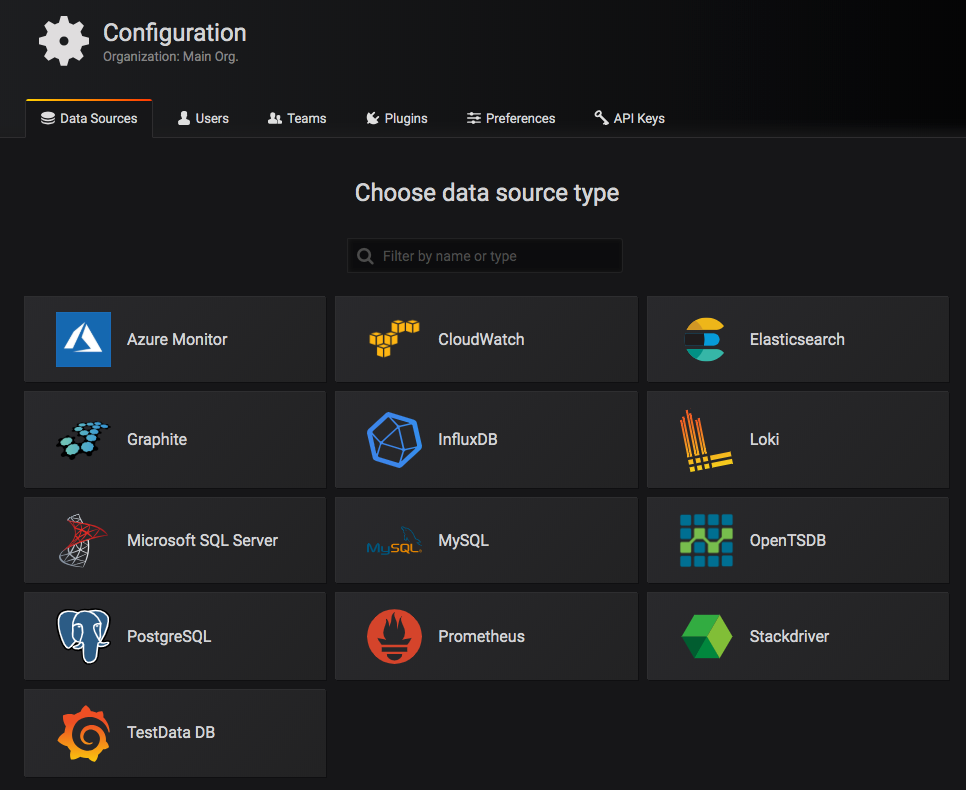 Configuration
Organization: Main Org.
Data Sources
Users
Teams
Plugins
Preferences
API Keys
Choose data source type
Filter by name or type
Azure Monitor
CloudWatch
Elasticsearch
Graphite
InfluxDB
Loki
Microsoft SQL Server
MySQL
MySQL
OpenTSDB
PostgreSQL
Prometheus
Stackdriver
TestData DB